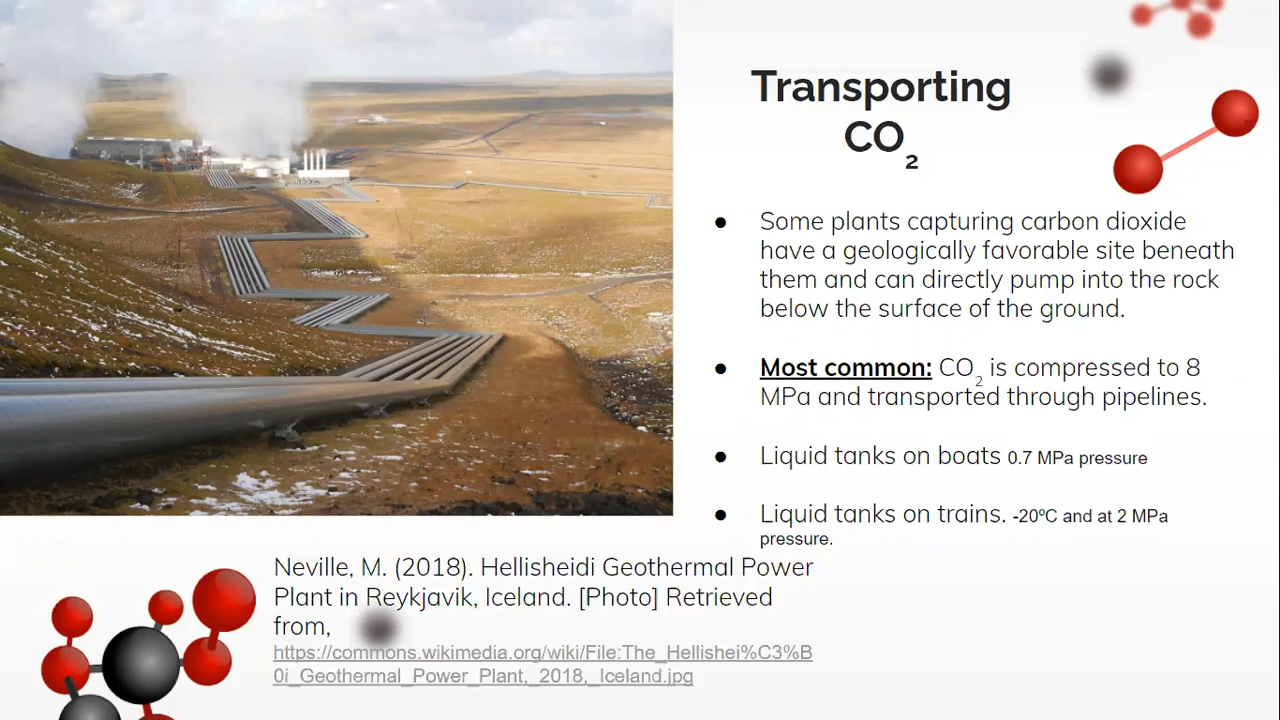 Transporting
CO₂
● Some plants capturing carbon dioxide
have a geologically favorable site beneath
them and can directly pump into the rock
below the surface of the ground.
● Most common: CO₂ is compressed to 8
MPa and transported through pipelines.
● Liquid tanks on boats 0.7 MPa pressure
● Liquid tanks on trains. -20ºC and at 2 MPa
pressure.
Neville, M. (2018). Hellisheidi Geothermal Power
Plant in Reykjavik, Iceland. [Photo] Retrieved
from,
https://commons.wikimedia.org/wiki/File:The_Hellishei%C3%B
0i_Geothermal_Power_Plant,_2018,_Iceland.jpg